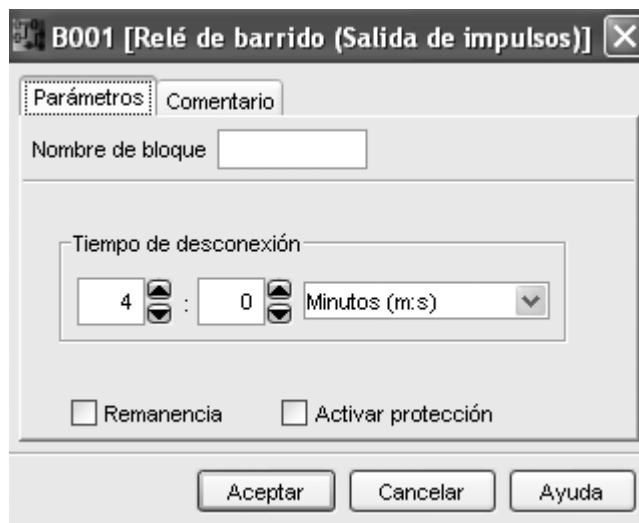 B001 [Relé de barrido (Salida de impulsos)]
Parámetros Comentario
Nombre de bloque
Tiempo de desconexión
4 : 0 Minutos (m:s)
Remanencia Activar protección
Aceptar Cancelar Ayuda